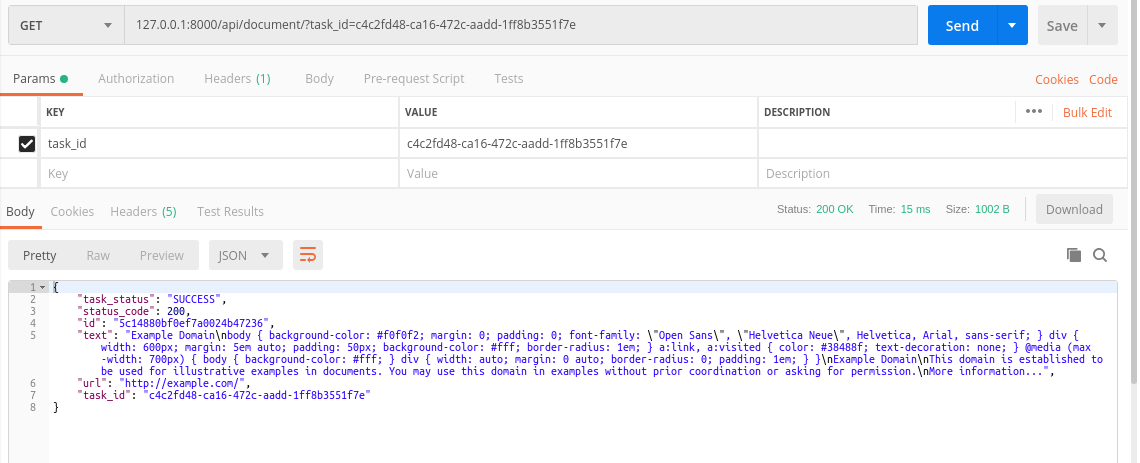 GET 127.0.0.1:8000/api/document/?task_id=c4c2fd48-ca16-472c-aadd-1ff8b3551f7e Send Save
Params Authorization Headers (1) Body Pre-request Script Tests Cookies Code
KEY VALUE DESCRIPTION ••• Bulk Edit
task_id c4c2fd48-ca16-472c-aadd-1ff8b3551f7e
Key Value Description
Body Cookies Headers (5) Test Results Status: 200 OK Time: 15 ms Size: 1002 B Download
Pretty Raw Preview JSON
1 {
2 "task_status": "SUCCESS",
3 "status_code": 200,
4 "id": "5c14880bf0ef7a0024b47236",
5 "text": "Example Domain\nbody { background-color: #f0f0f2; margin: 0; padding: 0; font-family: \"Open Sans\", \"Helvetica Neue\", Helvetica, Arial, sans-serif; } div {
width: 600px; margin: 5em auto; padding: 50px; background-color: #fff; border-radius: 1em; } a:link, a:visited { color: #38488f; text-decoration: none; } @media (max
-width: 700px) { body { background-color: #fff; } div { width: auto; margin: 0 auto; border-radius: 0; padding: 1em; } }\nExample Domain\nThis domain is established to
be used for illustrative examples in documents. You may use this domain in examples without prior coordination or asking for permission.\nMore information...",
6 "url": "http://example.com/",
7 "task_id": "c4c2fd48-ca16-472c-aadd-1ff8b3551f7e"
8 }